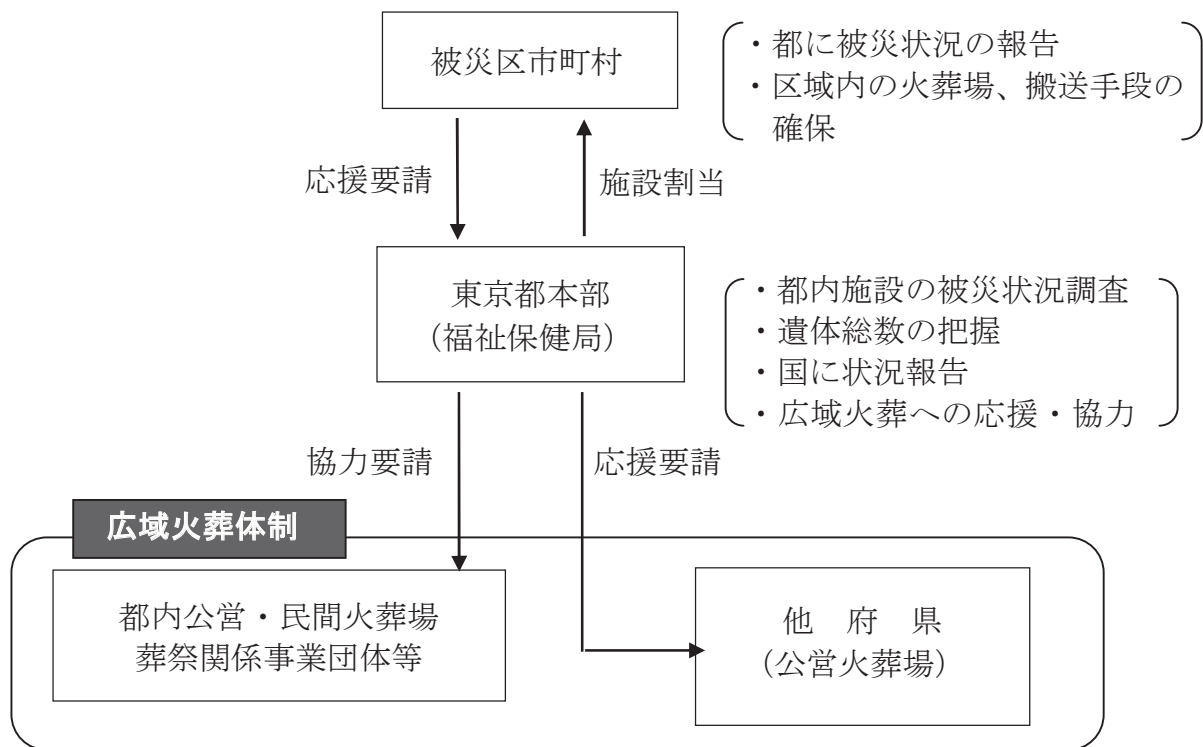 被災区市町村
・都に被災状況の報告
・区域内の火葬場、搬送手段の
確保
応援要請
施設割当
東京都本部
(福祉保健局)
・都内施設の被災状況調査
・遺体総数の把握
・国に状況報告
・広域火葬への応援・協力
協力要請
応援要請
広域火葬体制
都内公営・民間火葬場
葬祭関係事業団体等
他 府 県
(公営火葬場)